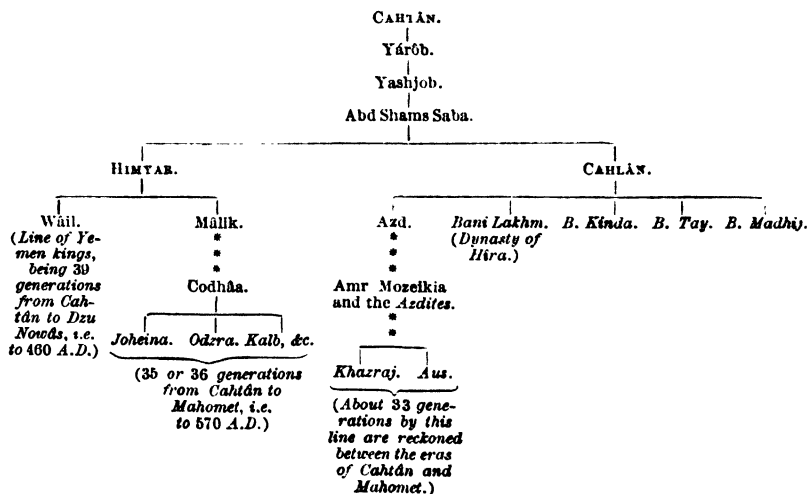 CAHTÂN.
Yárôb.
Yashjob.
Abd Shams Saba.
HIMYAR.
CAHLÂN.
Wâil.
(Line of Ye-
men kings,
being 39
generations
from Cah-
tân to Dzu
Nowâs, i.e.
to 460 A.D.)
Mâlik.
*
*
*
Codhâa.
Joheina. Odzra. Kalb, &c.
(35 or 36 generations
from Cahtân to
Mahomet, i.e.
to 570 A.D.)
Azd.
*
*
*
Amr Mozeikia
and the Azdites.
*
*
Khazraj. Aus.
(About 33 gene-
rations by this
line are reckoned
between the eras
of Cahtân and
Mahomet.)
Bani Lakhm.
(Dynasty of
Hira.)
B. Kinda.
B. Tay.
B. Madhij.